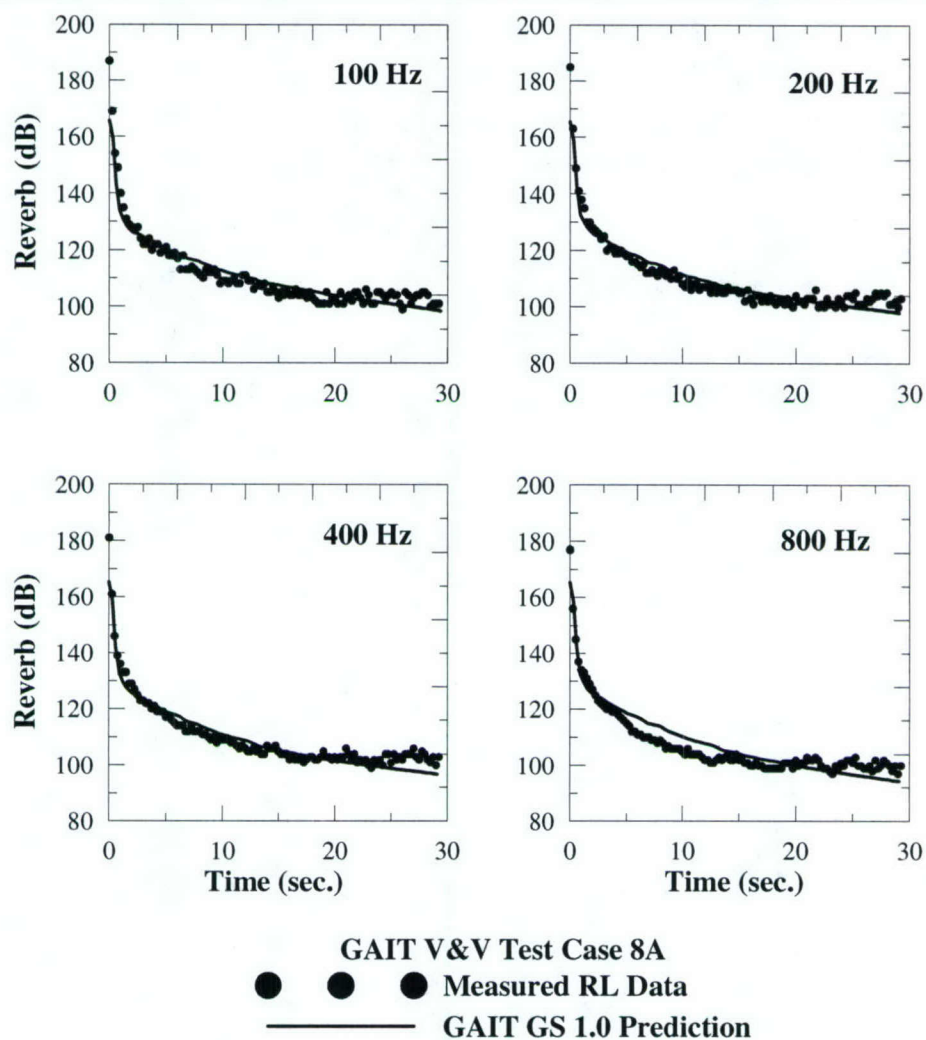 200
180
160
140
120
100
80
Reverb (dB)
100 Hz
0 10 20 30
200
180
160
140
120
100
80
200 Hz
0 10 20 30
200
180
160
140
120
100
80
Reverb (dB)
400 Hz
0 10 20 30
Time (sec.)
200
180
160
140
120
100
80
800 Hz
0 10 20 30
Time (sec.)
GAIT V&V Test Case 8A
Measured RL Data
GAIT GS 1.0 Prediction